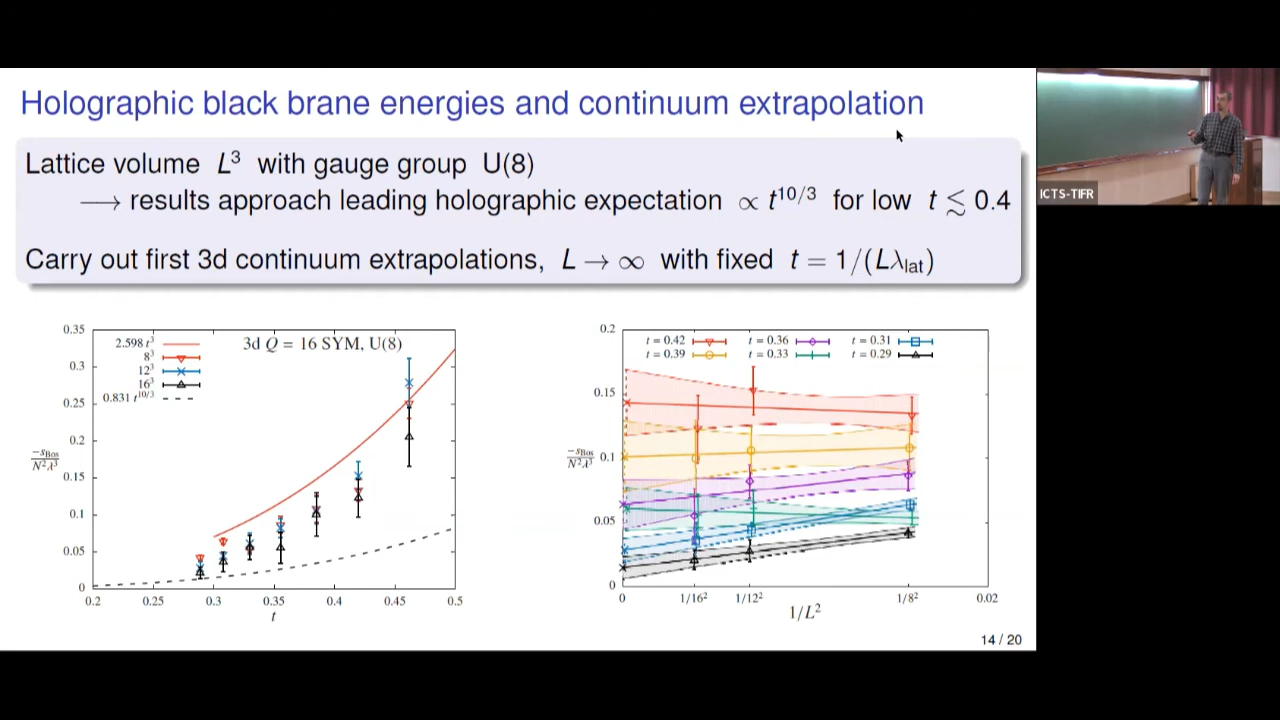 Holographic black brane energies and continuum extrapolation
Lattice volume L³ with gauge group U(8)
⟶ results approach leading holographic expectation ∝ t^{10/3} for low t ≲ 0.4
Carry out first 3d continuum extrapolations, L → ∞ with fixed t = 1/(Lλ_lat)
ICTS-TIFR
3d Q = 16 SYM, U(8)
2.598 t³
8³
12³
16³
0.831 t^{10/3}
0.35
0.3
0.25
0.2
0.15
0.1
0.05
0
−s_Bos / N²λ³
0.2 0.25 0.3 0.35 0.4 0.45 0.5
t
t = 0.42 t = 0.36 t = 0.31
t = 0.39 t = 0.33 t = 0.29
0.2
0.15
0.1
0.05
0
−s_Bos / N²λ³
0 1/16² 1/12² 1/8² 0.02
1/L²
14 / 20